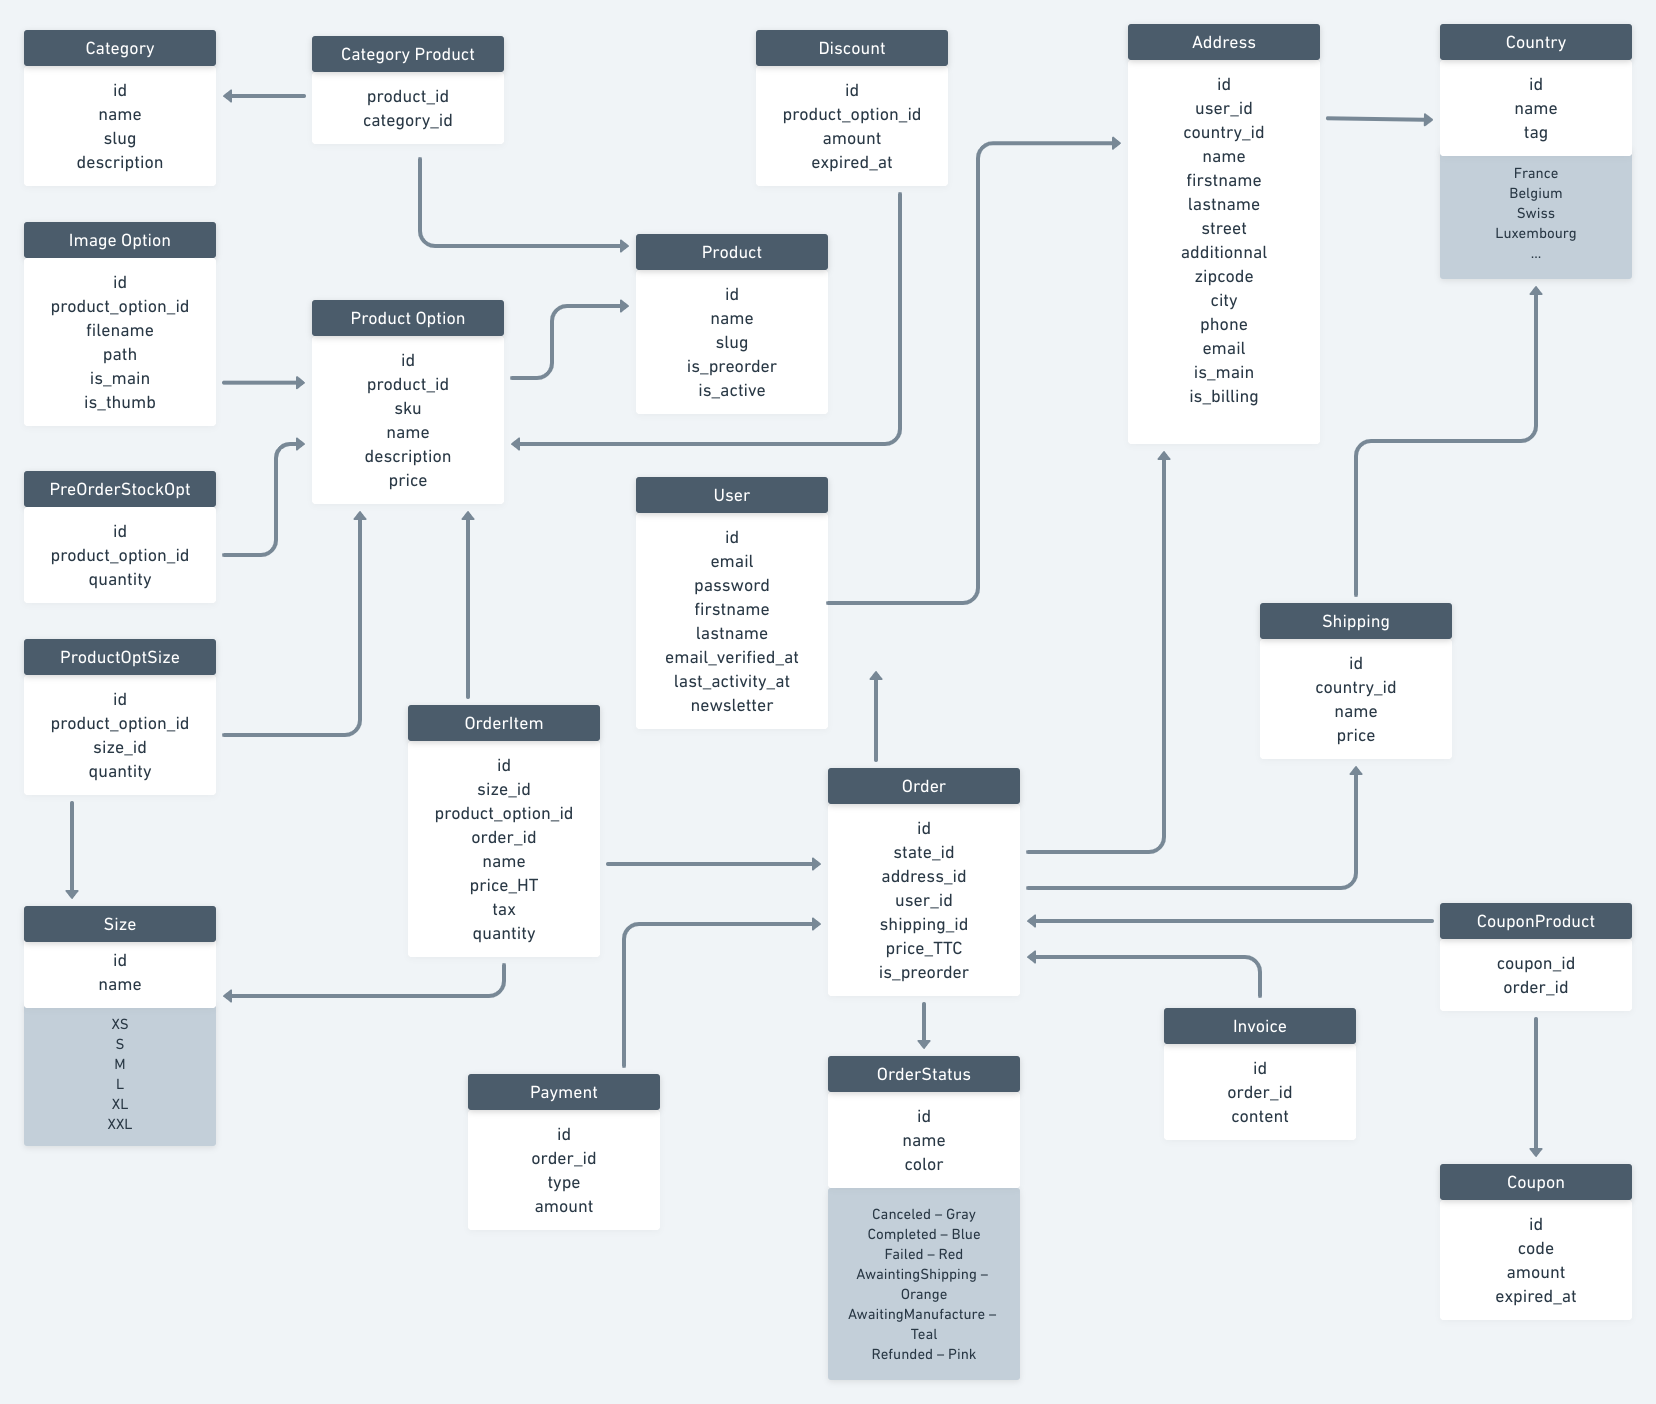 Category
id
name
slug
description
Category Product
product_id
category_id
Discount
id
product_option_id
amount
expired_at
Address
id
user_id
country_id
name
firstname
lastname
street
additionnal
zipcode
city
phone
email
is_main
is_billing
Country
id
name
tag
France
Belgium
Swiss
Luxembourg
...
Image Option
id
product_option_id
filename
path
is_main
is_thumb
Product Option
id
product_id
sku
name
description
price
Product
id
name
slug
is_preorder
is_active
PreOrderStockOpt
id
product_option_id
quantity
User
id
email
password
firstname
lastname
email_verified_at
last_activity_at
newsletter
Shipping
id
country_id
name
price
ProductOptSize
id
product_option_id
size_id
quantity
OrderItem
id
size_id
product_option_id
order_id
name
price_HT
tax
quantity
Order
id
state_id
address_id
user_id
shipping_id
price_TTC
is_preorder
CouponProduct
coupon_id
order_id
Size
id
name
XS
S
M
L
XL
XXL
Payment
id
order_id
type
amount
OrderStatus
id
name
color
Canceled – Gray
Completed – Blue
Failed – Red
AwaintingShipping –
Orange
AwaitingManufacture –
Teal
Refunded – Pink
Invoice
id
order_id
content
Coupon
id
code
amount
expired_at